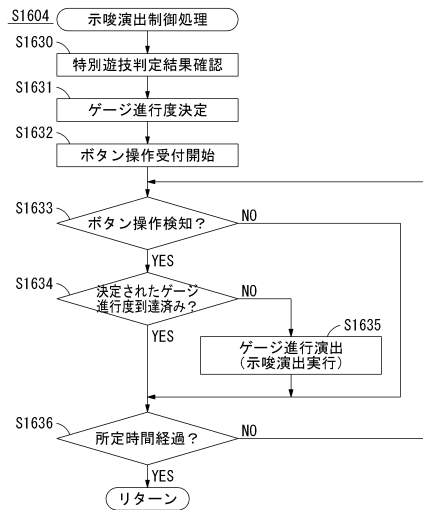 S1604
示唆演出制御処理
S1630
特別遊技判定結果確認
S1631
ゲージ進行度決定
S1632
ボタン操作受付開始
S1633
ボタン操作検知？
NO
YES
S1634
決定されたゲージ
進行度到達済み？
NO
YES
S1635
ゲージ進行演出
(示唆演出実行)
S1636
所定時間経過？
NO
YES
リターン